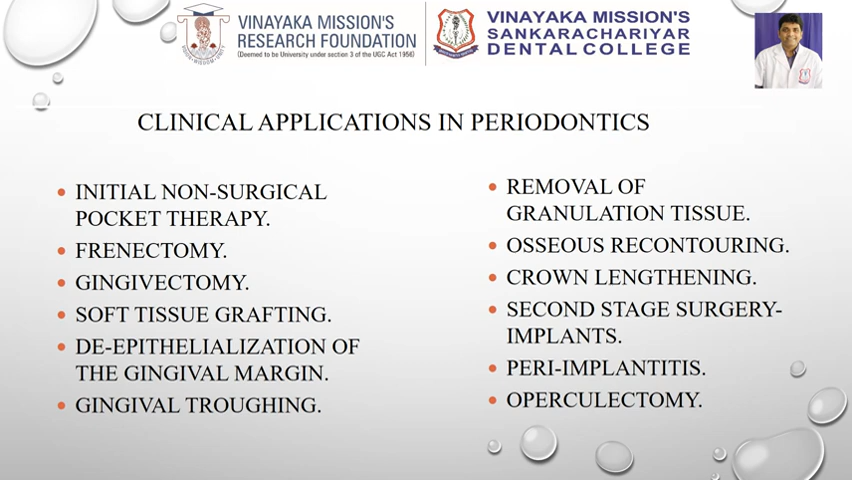 VINAYAKA MISSION'S
RESEARCH FOUNDATION
(Deemed to be University under section 3 of the UGC Act 1956)
VINAYAKA MISSION'S
SANKARACHARIYAR
DENTAL COLLEGE
CLINICAL APPLICATIONS IN PERIODONTICS
• INITIAL NON-SURGICAL
POCKET THERAPY.
• FRENECTOMY.
• GINGIVECTOMY.
• SOFT TISSUE GRAFTING.
• DE-EPITHELIALIZATION OF
THE GINGIVAL MARGIN.
• GINGIVAL TROUGHING.
• REMOVAL OF
GRANULATION TISSUE.
• OSSEOUS RECONTOURING.
• CROWN LENGTHENING.
• SECOND STAGE SURGERY-
IMPLANTS.
• PERI-IMPLANTITIS.
• OPERCULECTOMY.